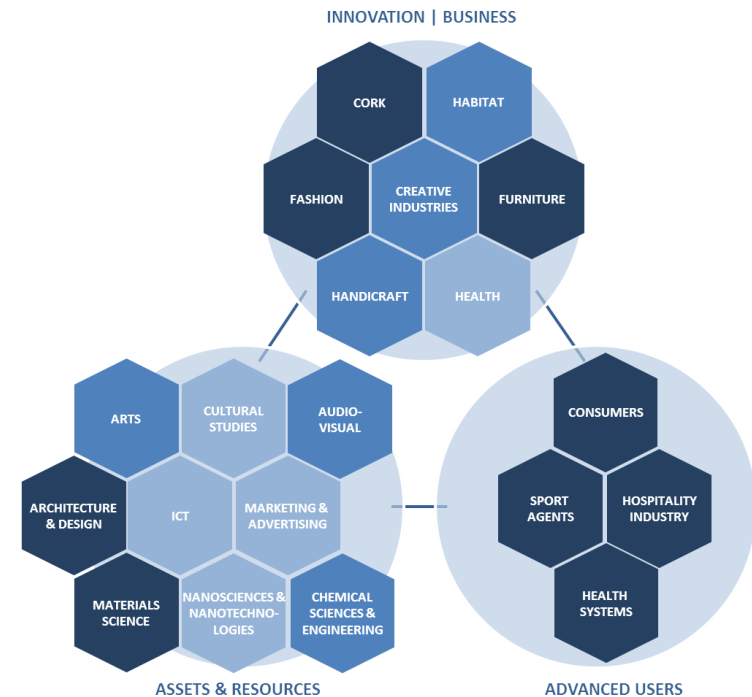 INNOVATION | BUSINESS
CORK
HABITAT
FASHION
CREATIVE
INDUSTRIES
FURNITURE
HANDICRAFT
HEALTH
ARTS
CULTURAL
STUDIES
AUDIO-
VISUAL
ARCHITECTURE
& DESIGN
ICT
MARKETING &
ADVERTISING
MATERIALS
SCIENCE
NANOSCIENCES &
NANOTECHNO-
LOGIES
CHEMICAL
SCIENCES &
ENGINEERING
ASSETS & RESOURCES
CONSUMERS
SPORT
AGENTS
HOSPITALITY
INDUSTRY
HEALTH
SYSTEMS
ADVANCED USERS